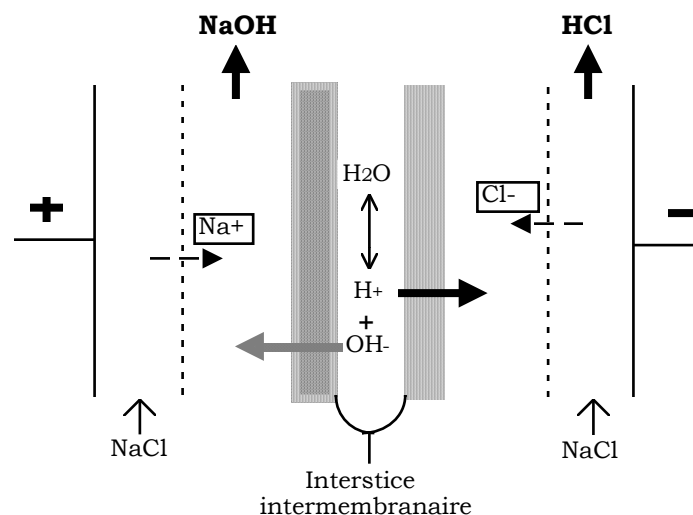 NaOH
HCl
H2O
+
Na+
Cl-
-
H+
+
OH-
NaCl
NaCl
Interstice
intermembranaire